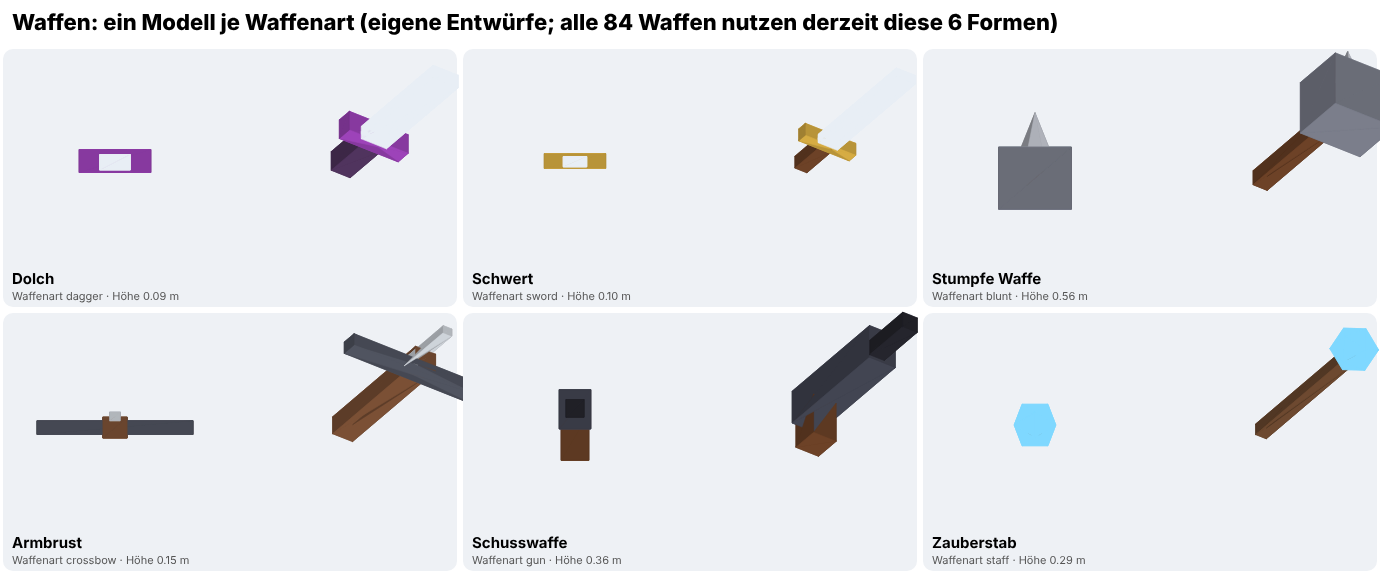 Waffen: ein Modell je Waffenart (eigene Entwürfe; alle 84 Waffen nutzen derzeit diese 6 Formen)
Dolch
Waffenart dagger · Höhe 0.09 m
Schwert
Waffenart sword · Höhe 0.10 m
Stumpfe Waffe
Waffenart blunt · Höhe 0.56 m
Armbrust
Waffenart crossbow · Höhe 0.15 m
Schusswaffe
Waffenart gun · Höhe 0.36 m
Zauberstab
Waffenart staff · Höhe 0.29 m